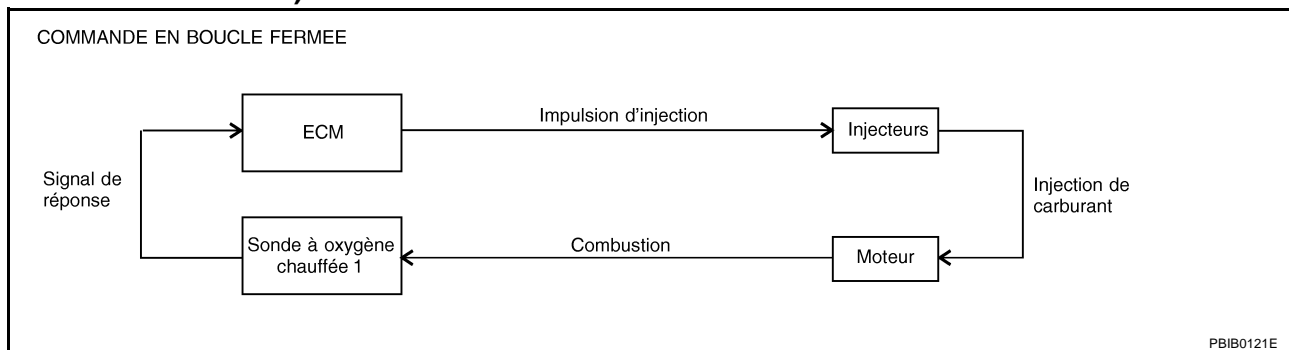 COMMANDE EN BOUCLE FERMEE
ECM
Impulsion d'injection
Injecteurs
Signal de
réponse
Injection de
carburant
Sonde à oxygène
chauffée 1
Combustion
Moteur
PBIB0121E